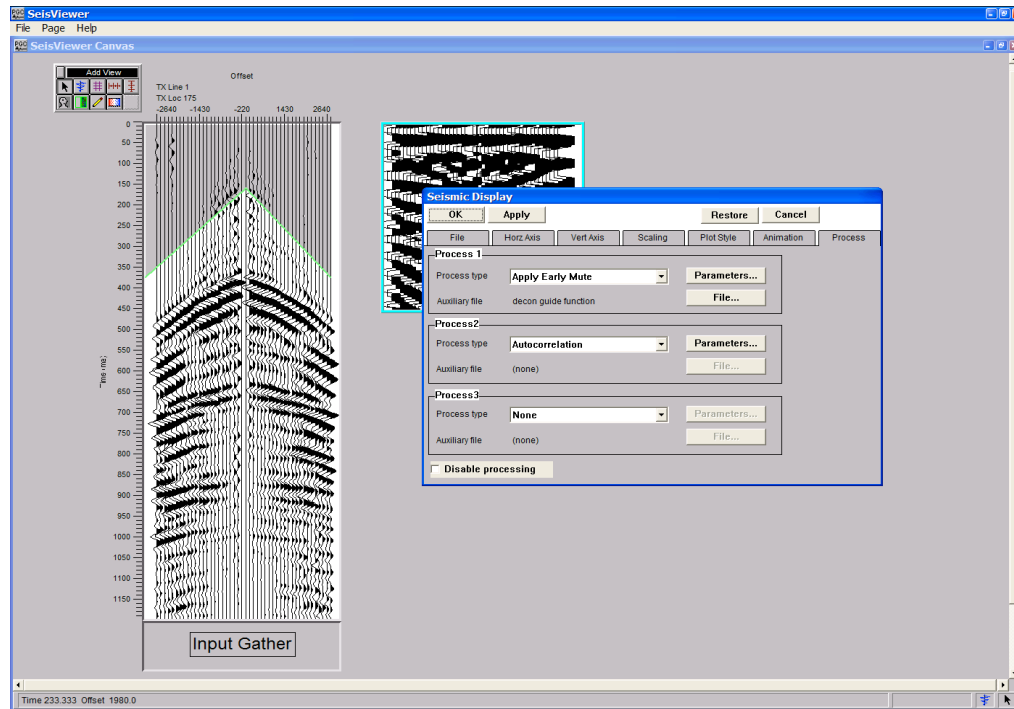 SeisViewer
File Page Help
SeisViewer Canvas
Add View
Offset
TX Line 1
TX Loc 175
-2640 -1430 -220 1430 2640
0
50
100
150
200
250
300
350
400
450
500
550
600
650
700
750
800
850
900
950
1000
1050
1100
1150
Input Gather
Seismic Display
OK Apply Restore Cancel
File Horz Axis Vert Axis Scaling Plot Style Animation Process
Process 1
Process type Apply Early Mute Parameters...
Auxiliary file decon guide function File...
Process2
Process type Autocorrelation Parameters...
Auxiliary file (none) File...
Process3
Process type None Parameters...
Auxiliary file (none) File...
Disable processing
Time 233.333 Offset 1980.0